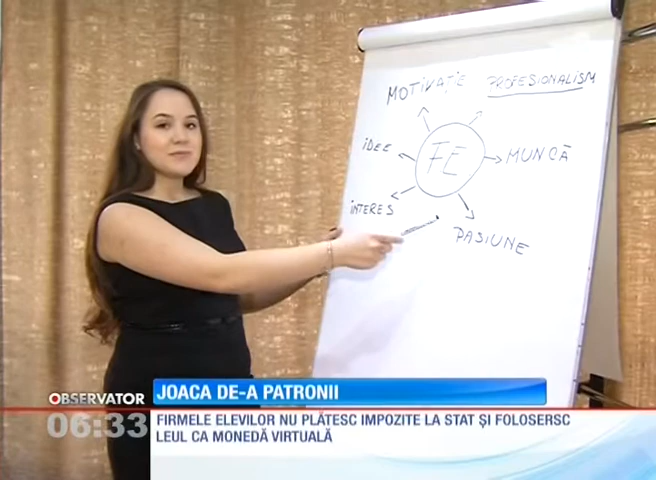 MOTIVAȚIE
PROFESIONALISM
IDEE
FE
MUNCĂ
INTERES
PASIUNE
OBSERVATOR
JOACA DE-A PATRONII
06:33
FIRMELE ELEVILOR NU PLĂTESC IMPOZITE LA STAT ȘI FOLOSERSC
LEUL CA MONEDĂ VIRTUALĂ